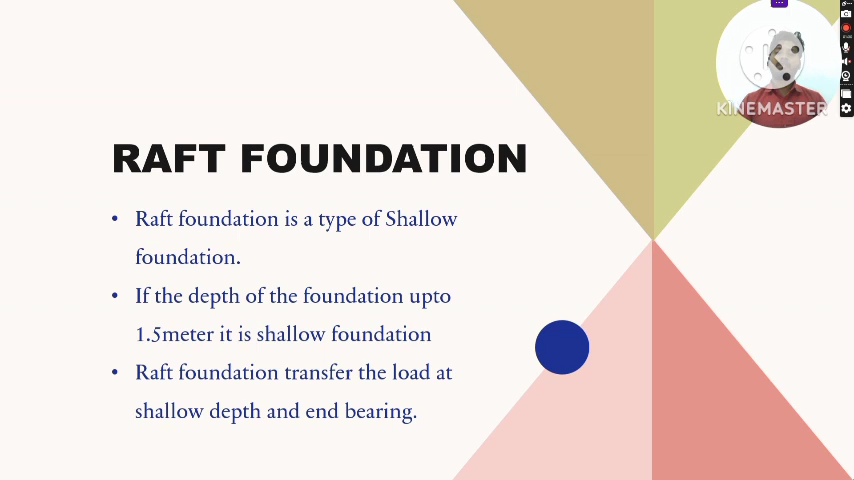 KINEMASTER
RAFT FOUNDATION
• Raft foundation is a type of Shallow
foundation.
• If the depth of the foundation upto
1.5meter it is shallow foundation
• Raft foundation transfer the load at
shallow depth and end bearing.